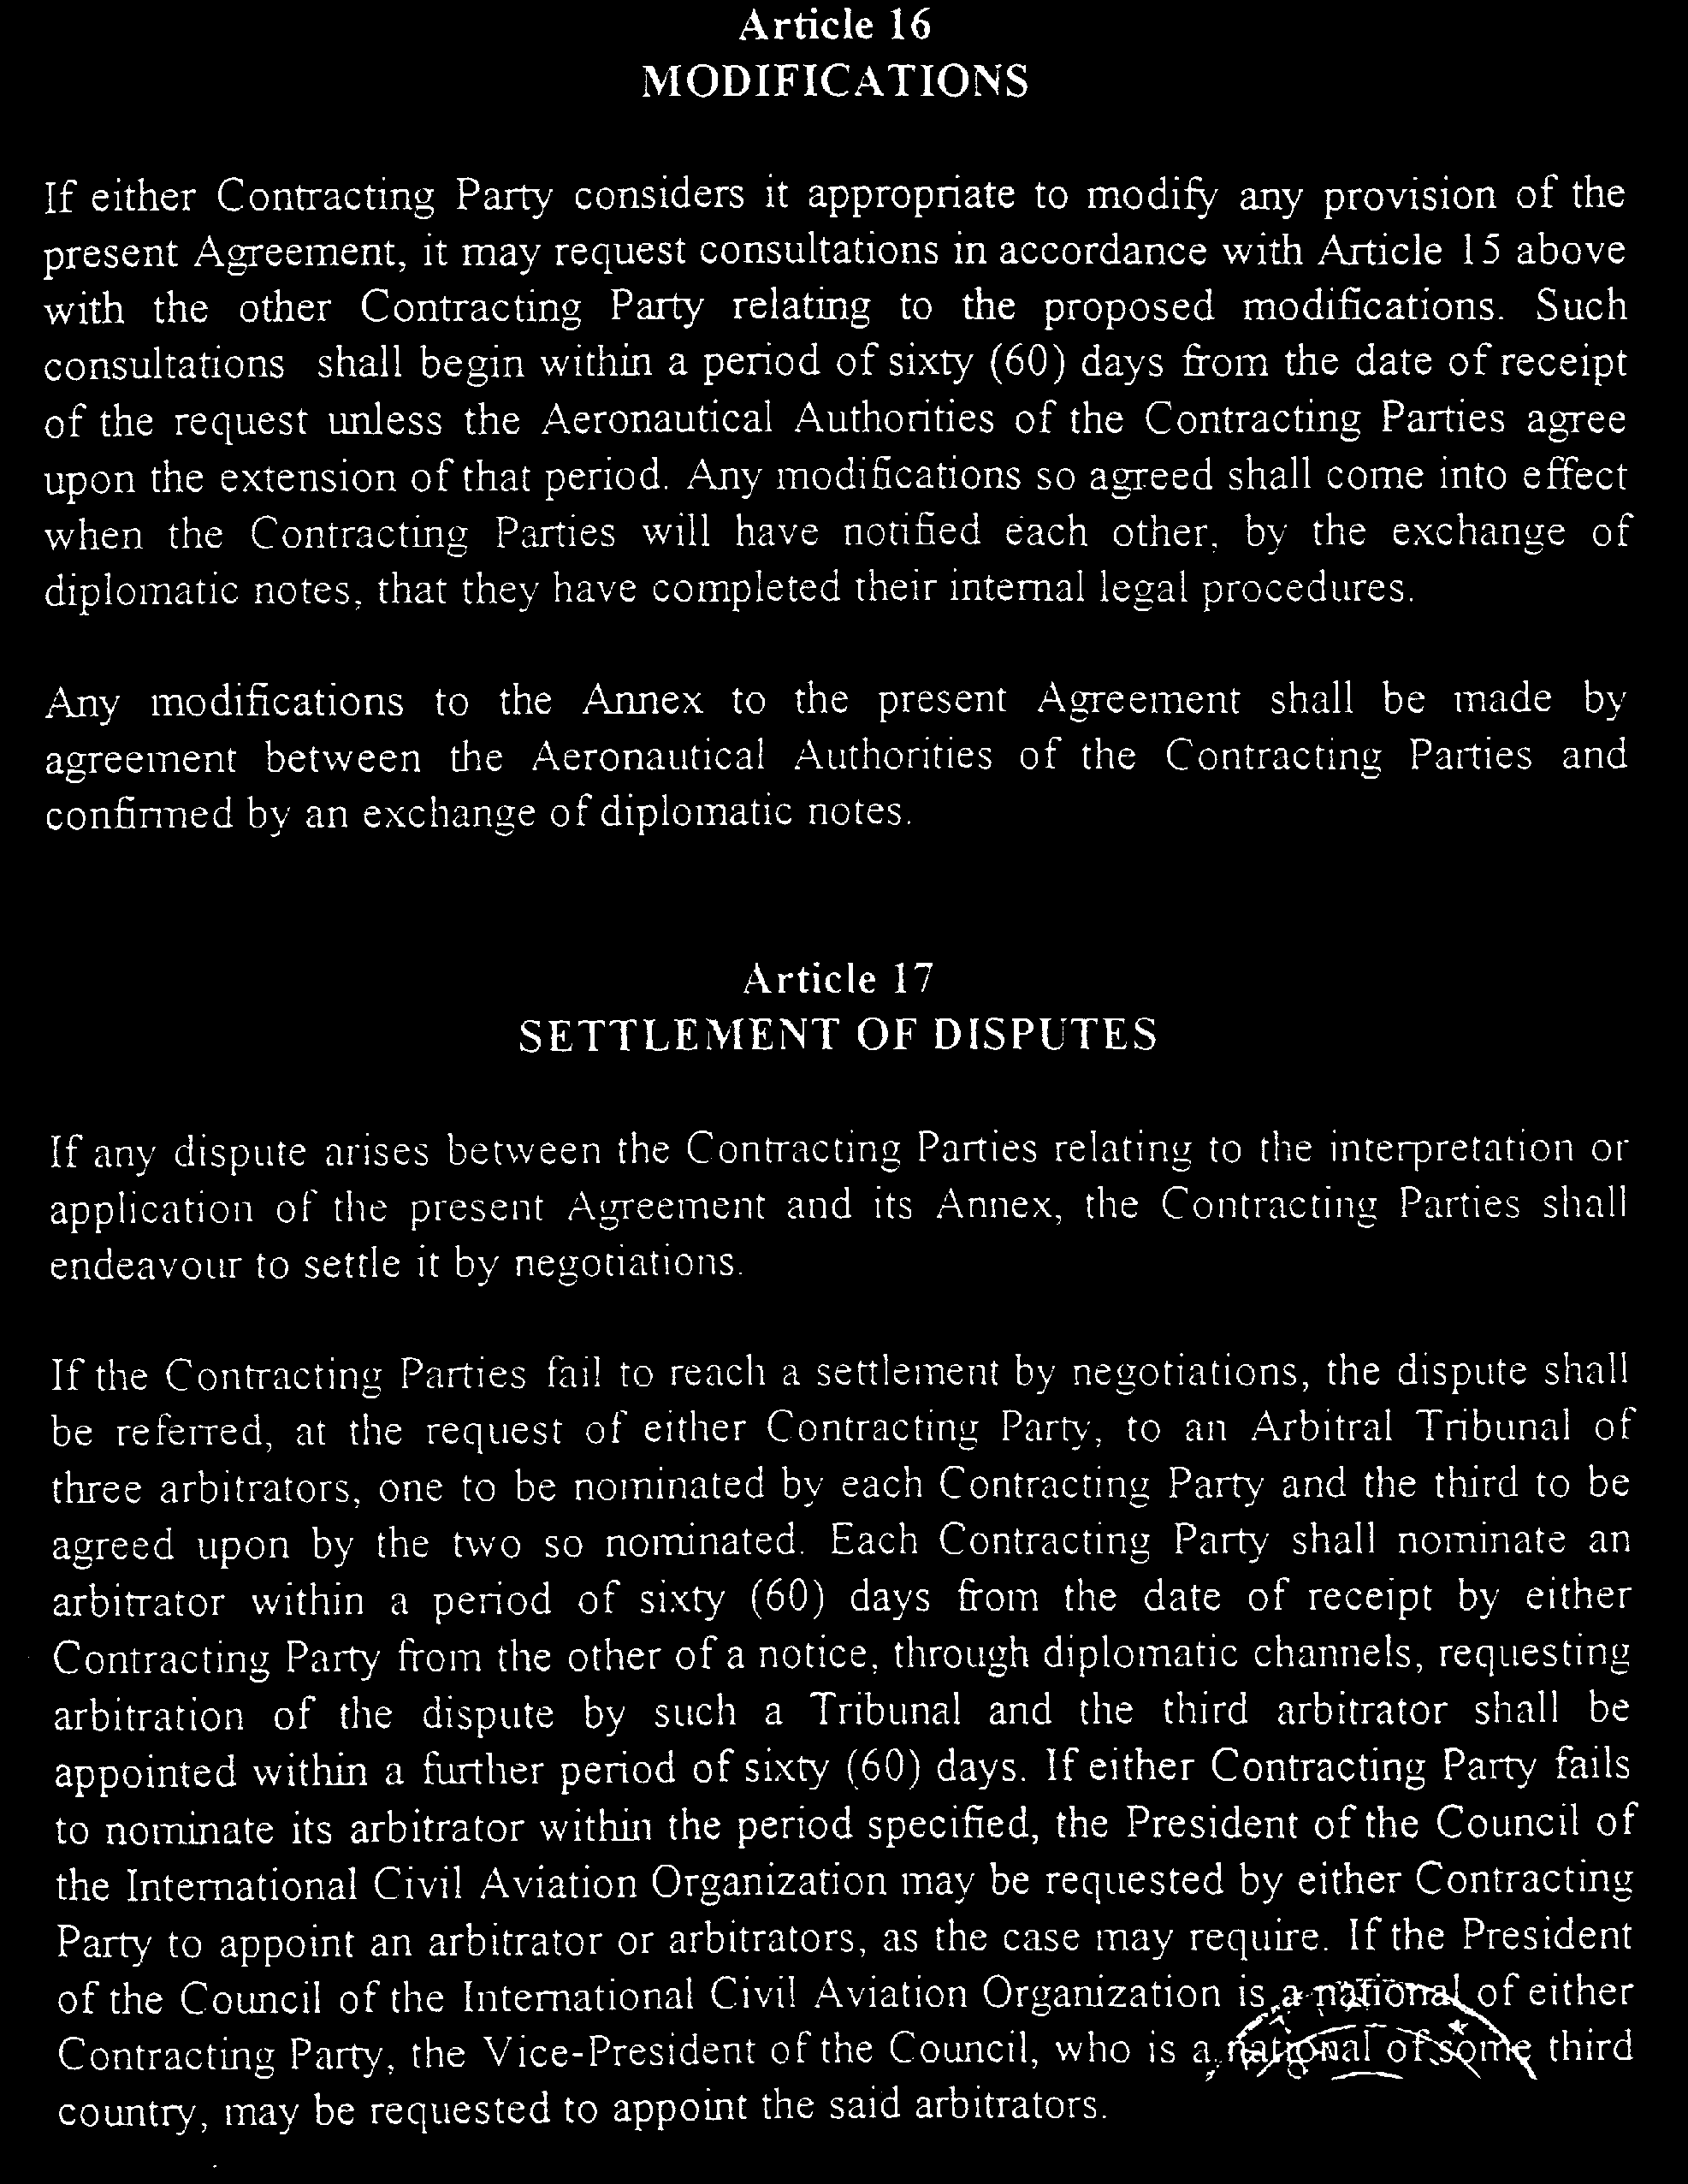 Article 16
MODIFICATIONS
If either Contracting Party considers it appropriate to modify any provision of the
present Agreement, it may request consultations in accordance with Article 15 above
with the other Contracting Party relating to the proposed modifications. Such
consultations shall begin within a period of sixty (60) days from the date of receipt
of the request unless the Aeronautical Authorities of the Contracting Parties agree
upon the extension of that period. Any modifications so agreed shall come into effect
when the Contracting Parties will have notified each other, by the exchange of
diplomatic notes, that they have completed their internal legal procedures.
Any modifications to the Annex to the present Agreement shall be made by
agreement between the Aeronautical Authorities of the Contracting Parties and
confirmed by an exchange of diplomatic notes.
Article 17
SETTLEMENT OF DISPUTES
If any dispute arises between the Contracting Parties relating to the interpretation or
application of the present Agreement and its Annex, the Contracting Parties shall
endeavour to settle it by negotiations.
If the Contracting Parties fail to reach a settlement by negotiations, the dispute shall
be referred, at the request of either Contracting Party, to an Arbitral Tribunal of
three arbitrators, one to be nominated by each Contracting Party and the third to be
agreed upon by the two so nominated. Each Contracting Party shall nominate an
arbitrator within a period of sixty (60) days from the date of receipt by either
Contracting Party from the other of a notice, through diplomatic channels, requesting
arbitration of the dispute by such a Tribunal and the third arbitrator shall be
appointed within a further period of sixty (60) days. If either Contracting Party fails
to nominate its arbitrator within the period specified, the President of the Council of
the International Civil Aviation Organization may be requested by either Contracting
Party to appoint an arbitrator or arbitrators, as the case may require. If the President
of the Council of the International Civil Aviation Organization is a national of either
Contracting Party, the Vice-President of the Council, who is a national of some third
country, may be requested to appoint the said arbitrators.